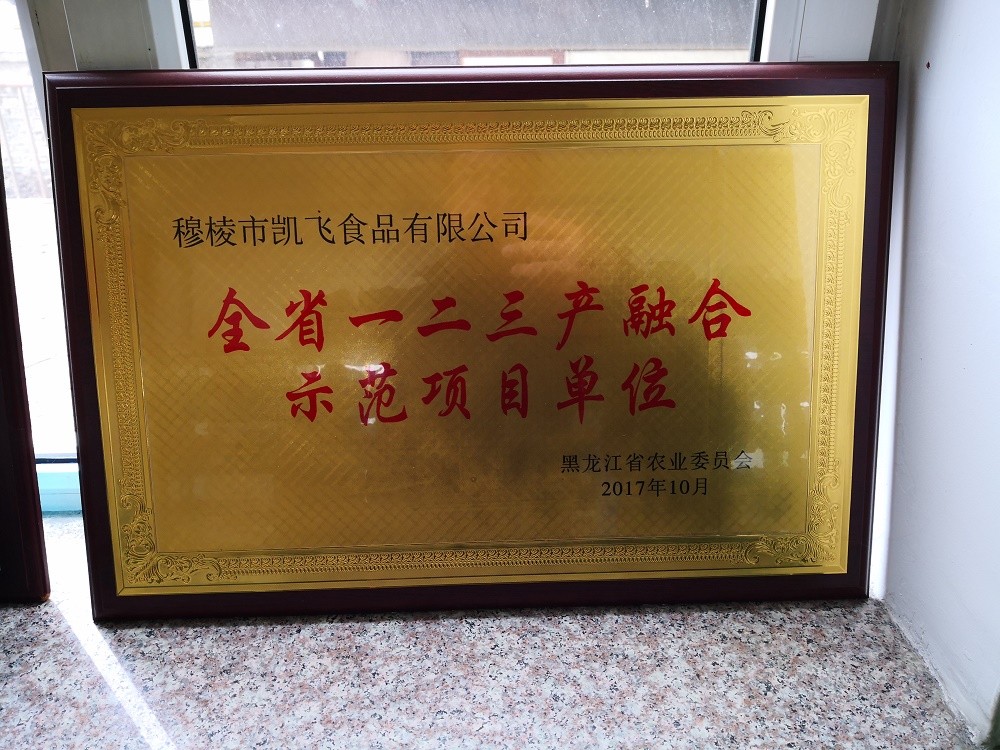 穆棱市凯飞食品有限公司
全省一二三产融合
示范项目单位
黑龙江省农业委员会
2017年10月